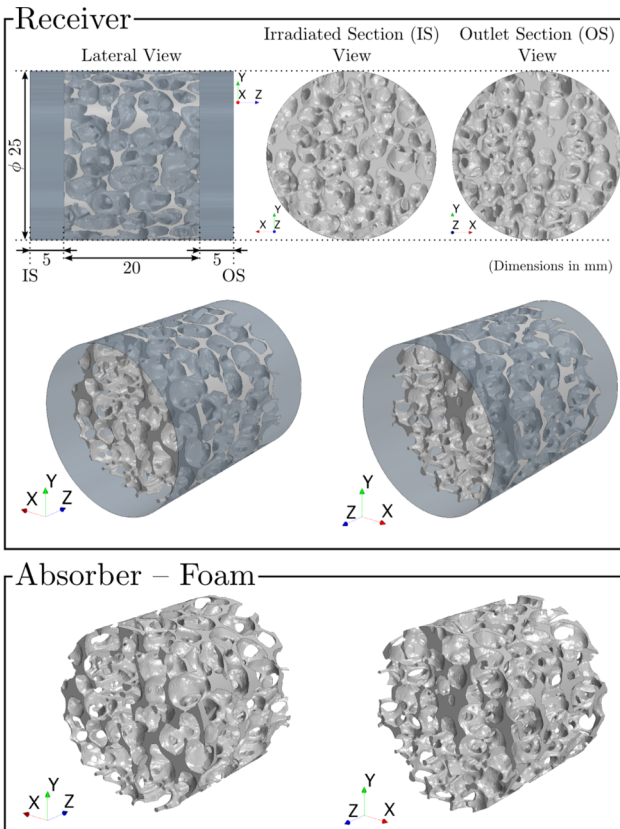 Receiver
Lateral View
Irradiated Section (IS)
View
Outlet Section (OS)
View
Y
X Z
ϕ 25
X Y
Z
Y
Z X
5
20
5
IS
OS
(Dimensions in mm)
Y
X Z
Y
Z X
Absorber – Foam
Y
X Z
Y
Z X